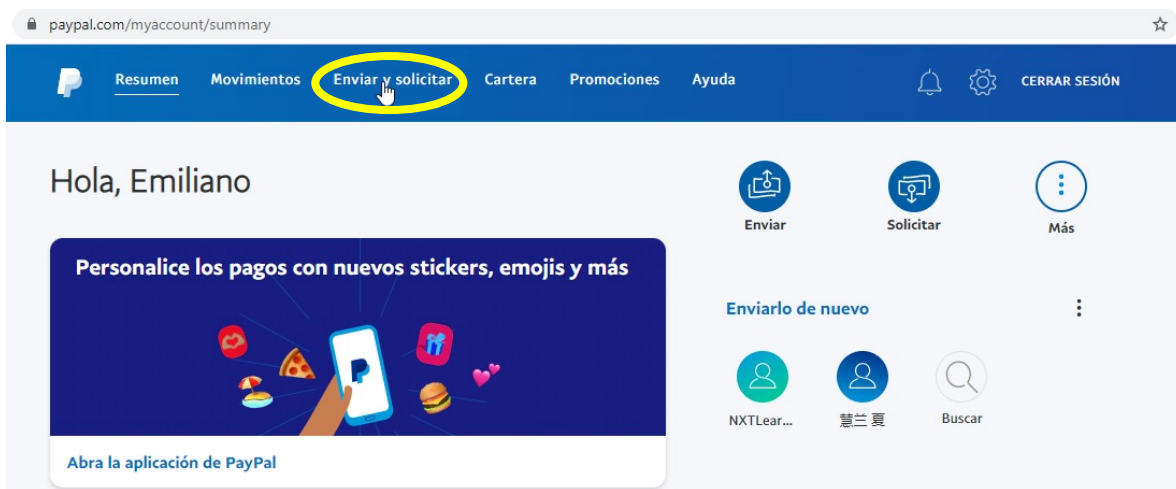 paypal.com/myaccount/summary
Resumen Movimientos Enviar y solicitar Cartera Promociones Ayuda CERRAR SESIÓN
Hola, Emiliano
Enviar Solicitar Más
Personalice los pagos con nuevos stickers, emojis y más
Enviarlo de nuevo
NXTLear... 慧兰 夏 Buscar
Abra la aplicación de PayPal